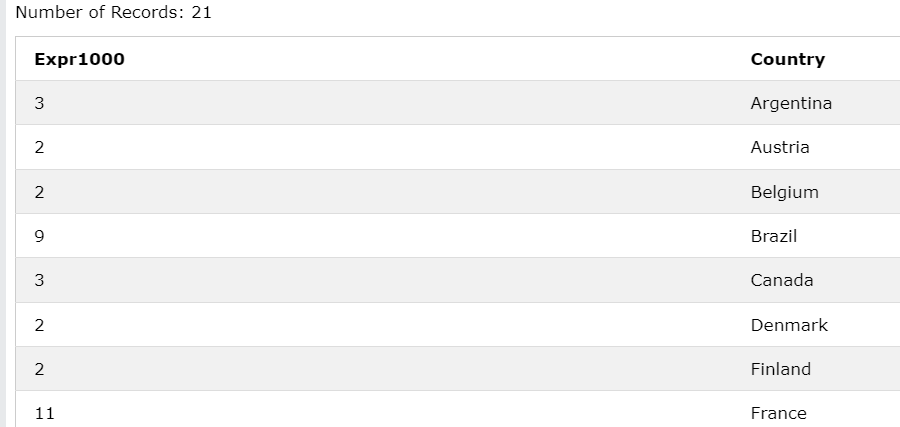 Number of Records: 21
Expr1000 Country
3 Argentina
2 Austria
2 Belgium
9 Brazil
3 Canada
2 Denmark
2 Finland
11 France